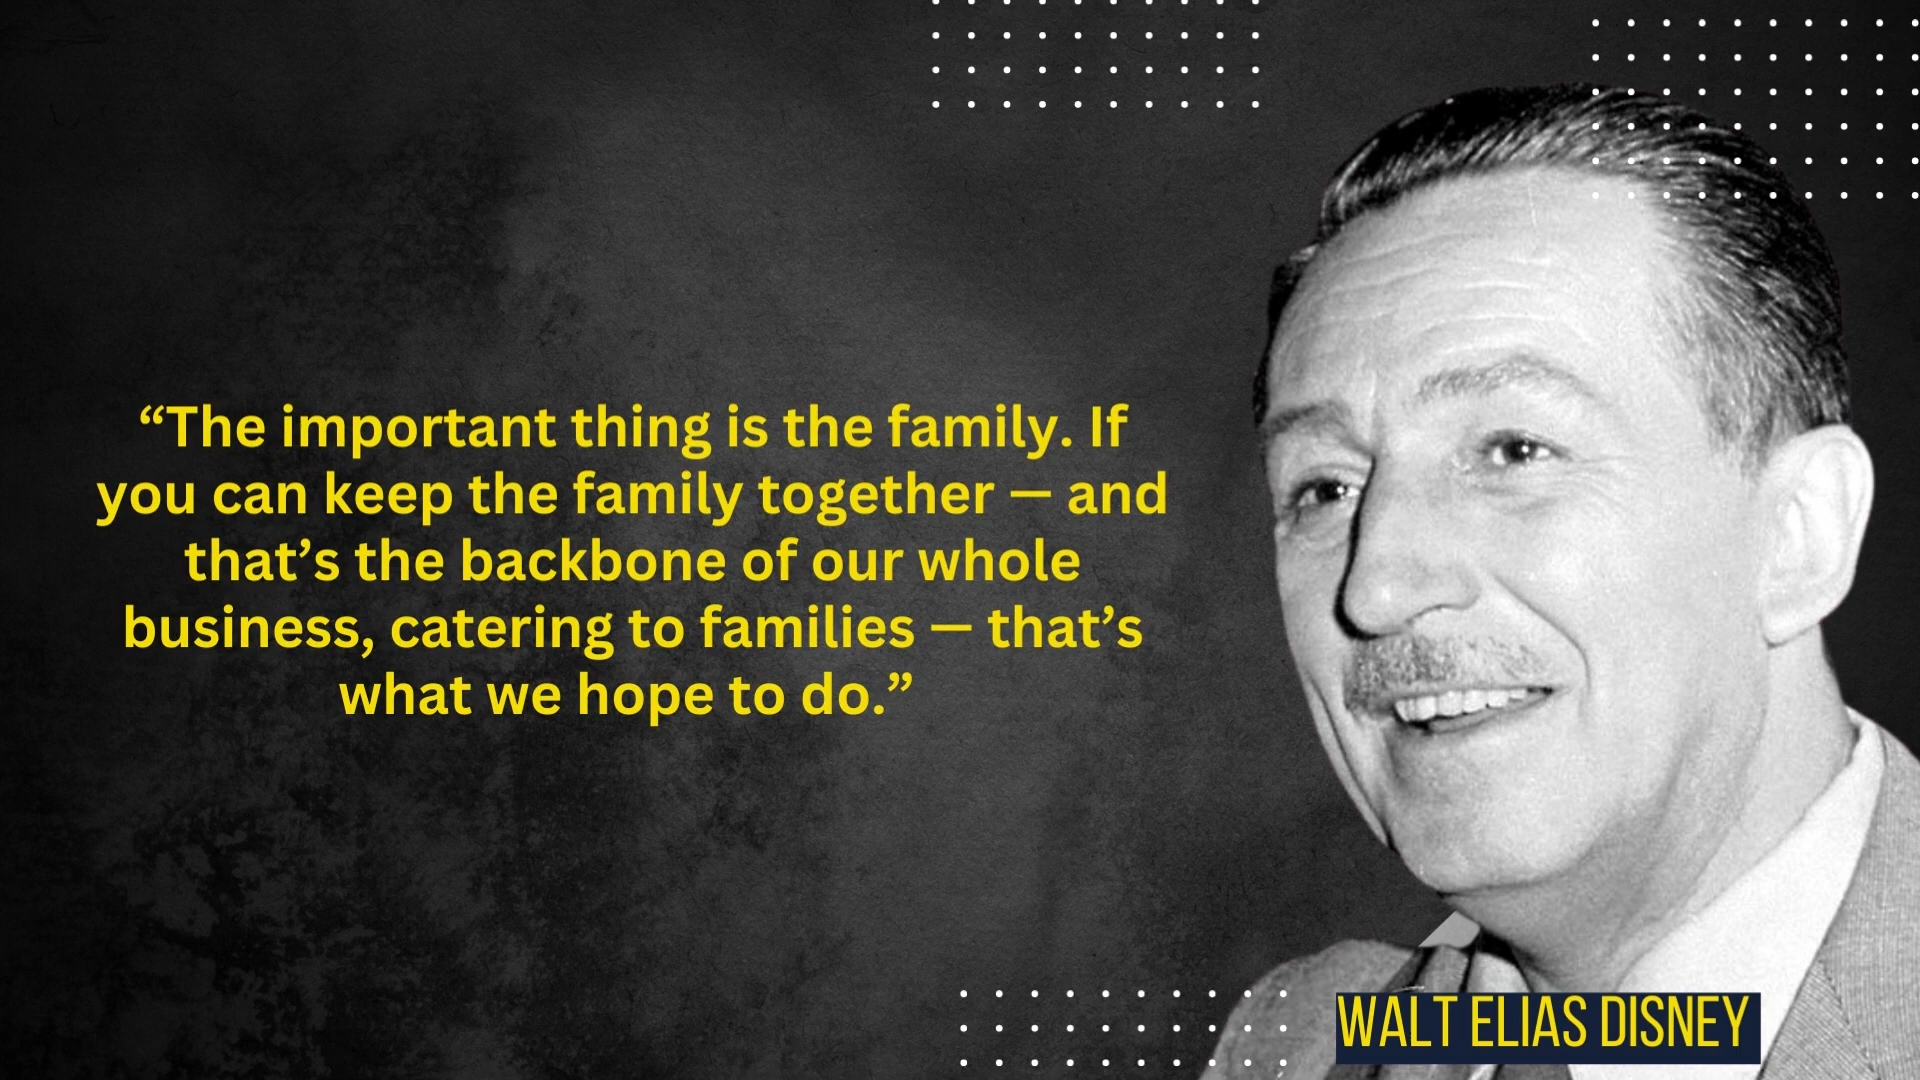 “The important thing is the family. If
you can keep the family together — and
that’s the backbone of our whole
business, catering to families — that’s
what we hope to do.”
WALT ELIAS DISNEY